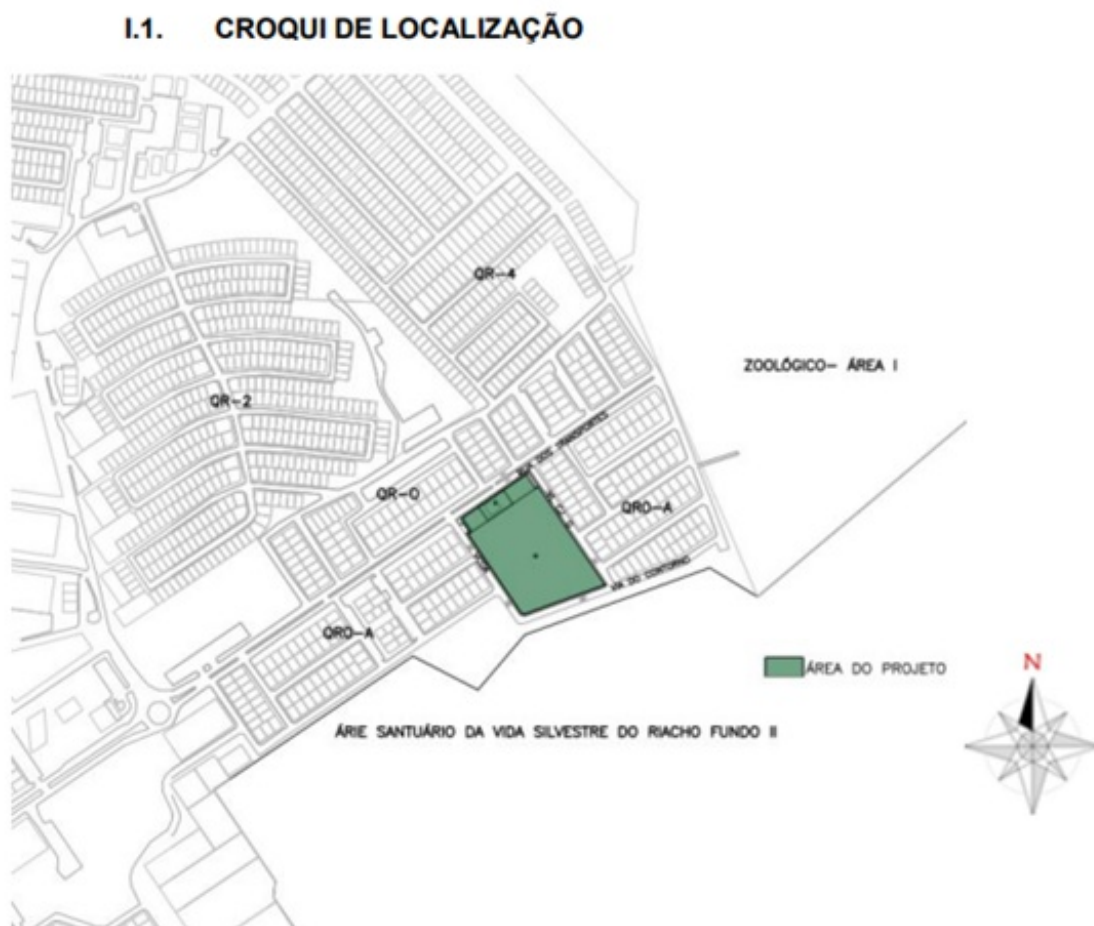 I.1. CROQUI DE LOCALIZAÇÃO
QR-4
ZOOLÓGICO- ÁREA I
QR-2
RUA DOS TRANSPORTES
QR-O
QRO-A
VIA DO CONTORNO
QRO-A
ÁREA DO PROJETO
N
ÁRIE SANTUÁRIO DA VIDA SILVESTRE DO RIACHO FUNDO II